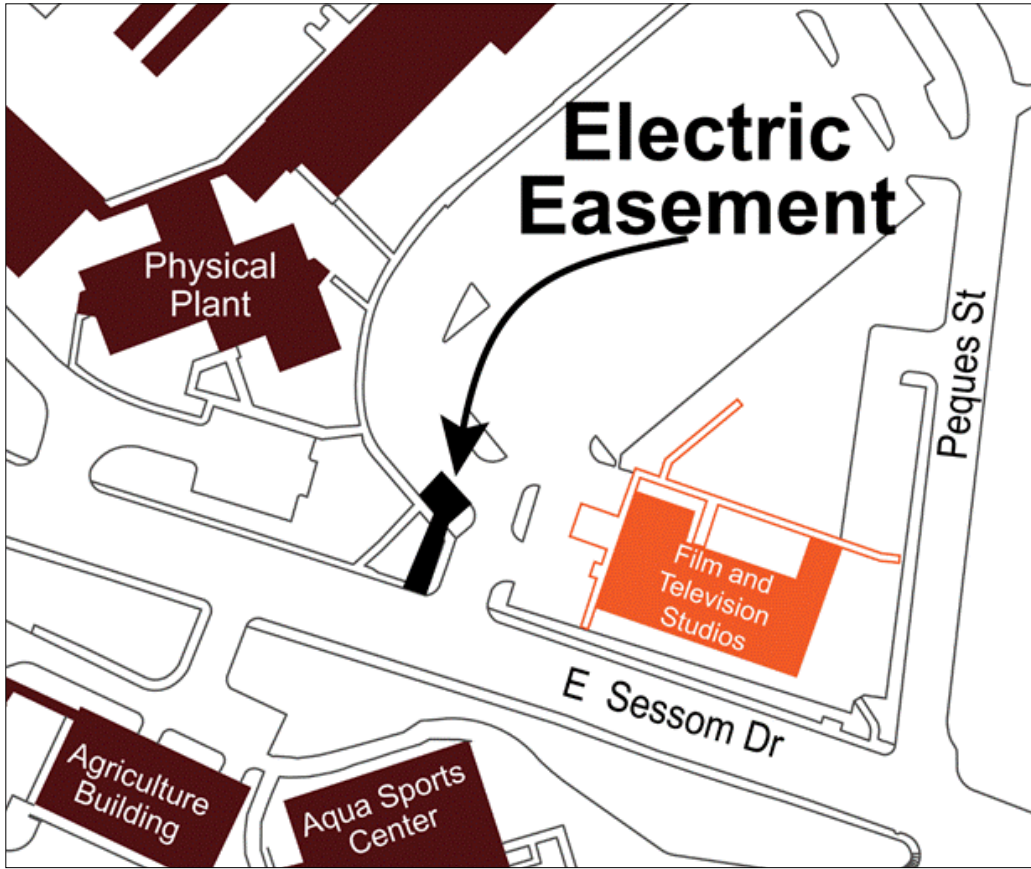 Electric
Easement
Physical
Plant
Peques St
Film and
Television
Studios
E Sessom Dr
Agriculture
Building
Aqua Sports
Center